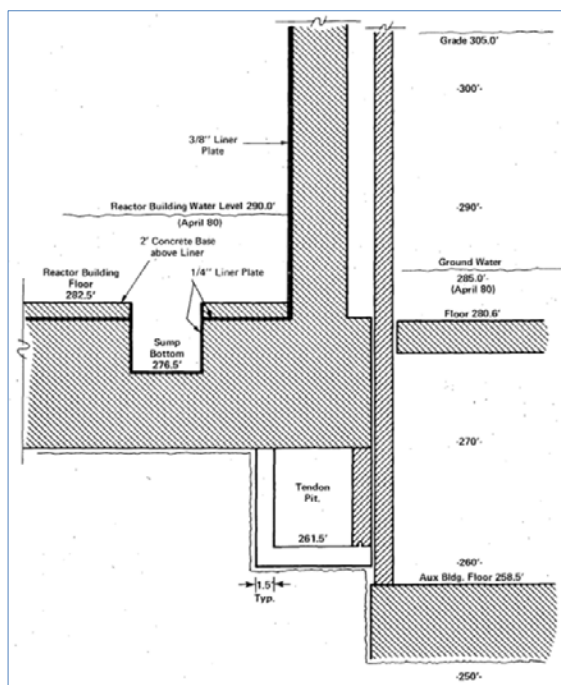 Grade 305.0'
-300'-
3/8" Liner
Plate
Reactor Building Water Level 290.0'
(April 80)
-290'-
2' Concrete Base
above Liner
Ground Water
285.0'-
(April 80)
Reactor Building
Floor
282.5'
1/4" Liner Plate
Floor 280.6'
Sump
Bottom
276.5'
-270'-
Tendon
Pit.
261.5'
-260'-
Aux Bldg. Floor 258.5'
1.5'
Typ.
-250'-